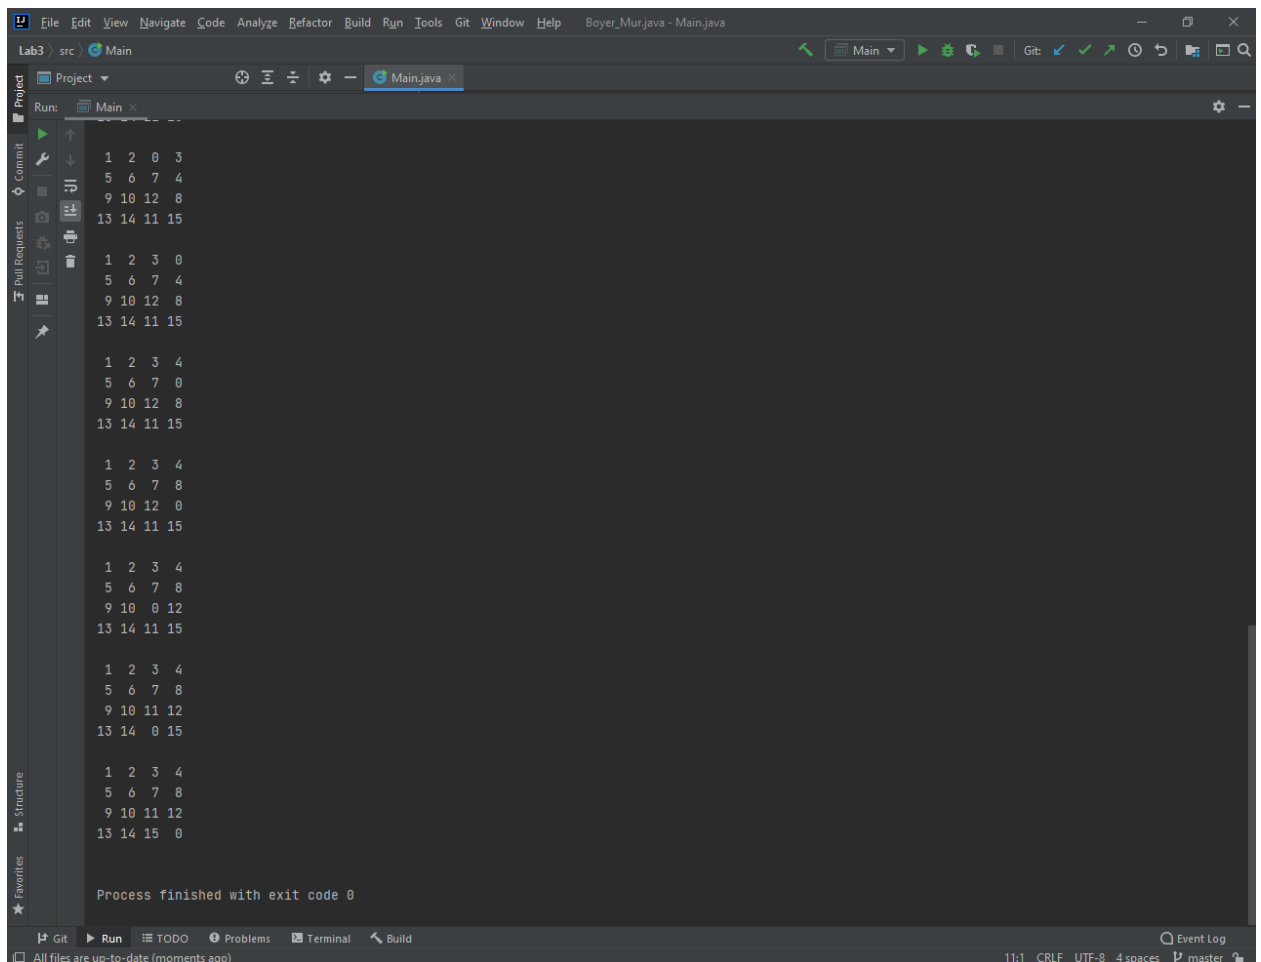 File Edit View Navigate Code Analyze Refactor Build Run Tools Git Window Help Boyer_Mur.java - Main.java
Lab3 src Main
Main Git:
Project Main.java
Run: Main
1 2 0 3
5 6 7 4
9 10 12 8
13 14 11 15
1 2 3 0
5 6 7 4
9 10 12 8
13 14 11 15
1 2 3 4
5 6 7 0
9 10 12 8
13 14 11 15
1 2 3 4
5 6 7 8
9 10 12 0
13 14 11 15
1 2 3 4
5 6 7 8
9 10 0 12
13 14 11 15
1 2 3 4
5 6 7 8
9 10 11 12
13 14 0 15
1 2 3 4
5 6 7 8
9 10 11 12
13 14 15 0
Process finished with exit code 0
Project
Commit
Pull Requests
Structure
Favorites
Git Run TODO Problems Terminal Build Event Log
All files are up-to-date (moments ago) 11:1 CRLF UTF-8 4 spaces master